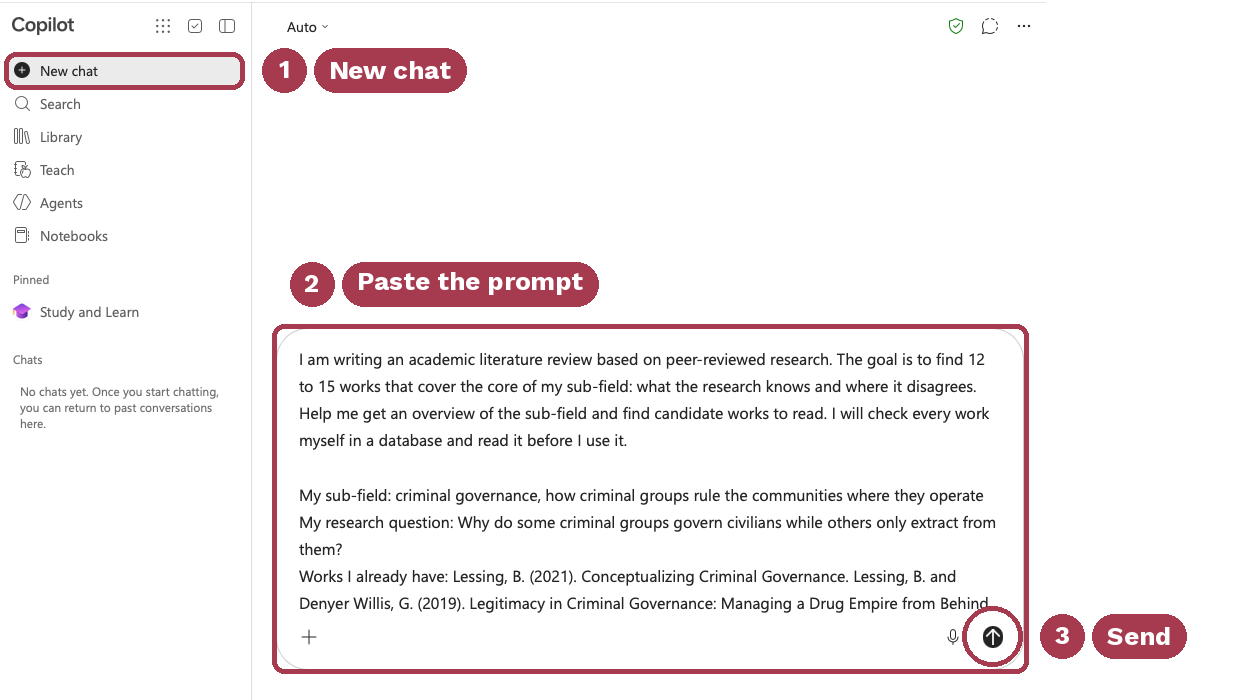 Copilot
Auto
New chat
1 New chat
Search
Library
Teach
Agents
Notebooks
Pinned
Study and Learn
Chats
No chats yet. Once you start chatting,
you can return to past conversations
here.
2 Paste the prompt
I am writing an academic literature review based on peer-reviewed research. The goal is to find 12
to 15 works that cover the core of my sub-field: what the research knows and where it disagrees.
Help me get an overview of the sub-field and find candidate works to read. I will check every work
myself in a database and read it before I use it.
My sub-field: criminal governance, how criminal groups rule the communities where they operate
My research question: Why do some criminal groups govern civilians while others only extract from
them?
Works I already have: Lessing, B. (2021). Conceptualizing Criminal Governance. Lessing, B. and
Denyer Willis, G. (2019). Legitimacy in Criminal Governance: Managing a Drug Empire from Behind
3 Send